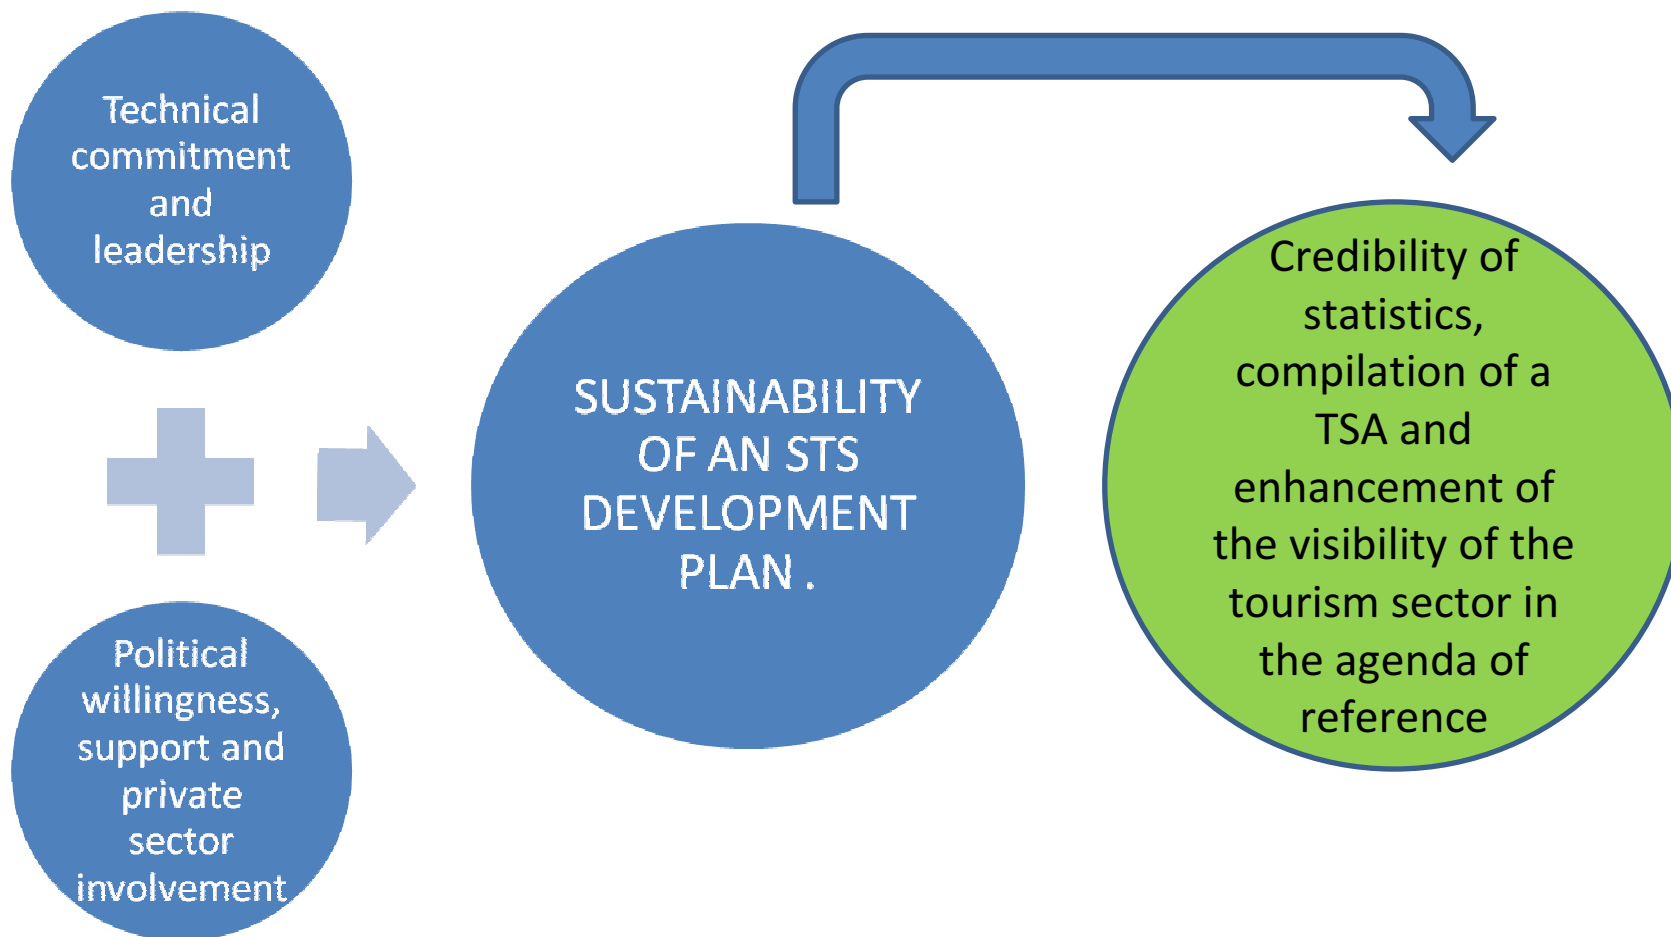 Technical
commitment
and
leadership
Political
willingness,
support and
private
sector
involvement
SUSTAINABILITY
OF AN STS
DEVELOPMENT
PLAN .
Credibility of
statistics,
compilation of a
TSA and
enhancement of
the visibility of the
tourism sector in
the agenda of
reference